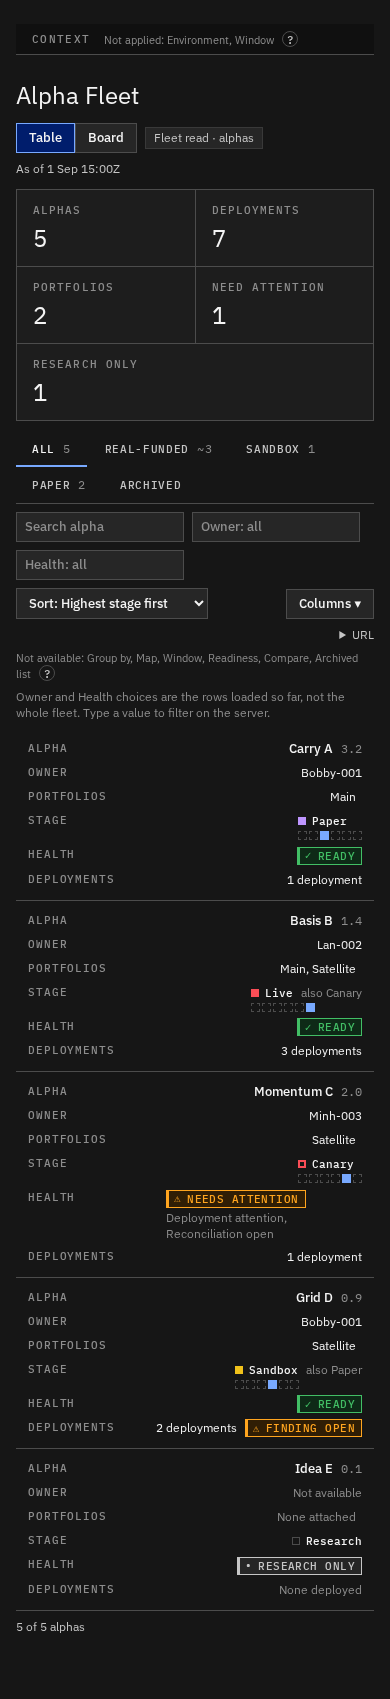 CONTEXT Not applied: Environment, Window ?
Alpha Fleet
Table Board Fleet read · alphas
As of 1 Sep 15:00Z
ALPHAS DEPLOYMENTS
5 7
PORTFOLIOS NEED ATTENTION
2 1
RESEARCH ONLY
1
ALL 5 REAL-FUNDED ~3 SANDBOX 1
PAPER 2 ARCHIVED
Search alpha Owner: all
Health: all
Sort: Highest stage first Columns ▾
▶ URL
Not available: Group by, Map, Window, Readiness, Compare, Archived
list ?
Owner and Health choices are the rows loaded so far, not the
whole fleet. Type a value to filter on the server.
ALPHA Carry A 3.2
OWNER Bobby-001
PORTFOLIOS Main
STAGE Paper
HEALTH ✓ READY
DEPLOYMENTS 1 deployment
ALPHA Basis B 1.4
OWNER Lan-002
PORTFOLIOS Main, Satellite
STAGE Live also Canary
HEALTH ✓ READY
DEPLOYMENTS 3 deployments
ALPHA Momentum C 2.0
OWNER Minh-003
PORTFOLIOS Satellite
STAGE Canary
HEALTH ⚠ NEEDS ATTENTION
Deployment attention,
Reconciliation open
DEPLOYMENTS 1 deployment
ALPHA Grid D 0.9
OWNER Bobby-001
PORTFOLIOS Satellite
STAGE Sandbox also Paper
HEALTH ✓ READY
DEPLOYMENTS 2 deployments ⚠ FINDING OPEN
ALPHA Idea E 0.1
OWNER Not available
PORTFOLIOS None attached
STAGE Research
HEALTH • RESEARCH ONLY
DEPLOYMENTS None deployed
5 of 5 alphas